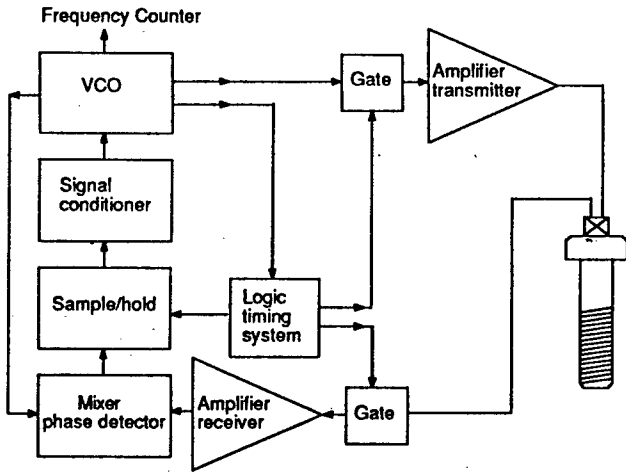 Frequency Counter
VCO
Gate
Amplifier
transmitter
Signal
conditioner
Sample/hold
Logic
timing
system
Mixer
phase detector
Amplifier
receiver
Gate